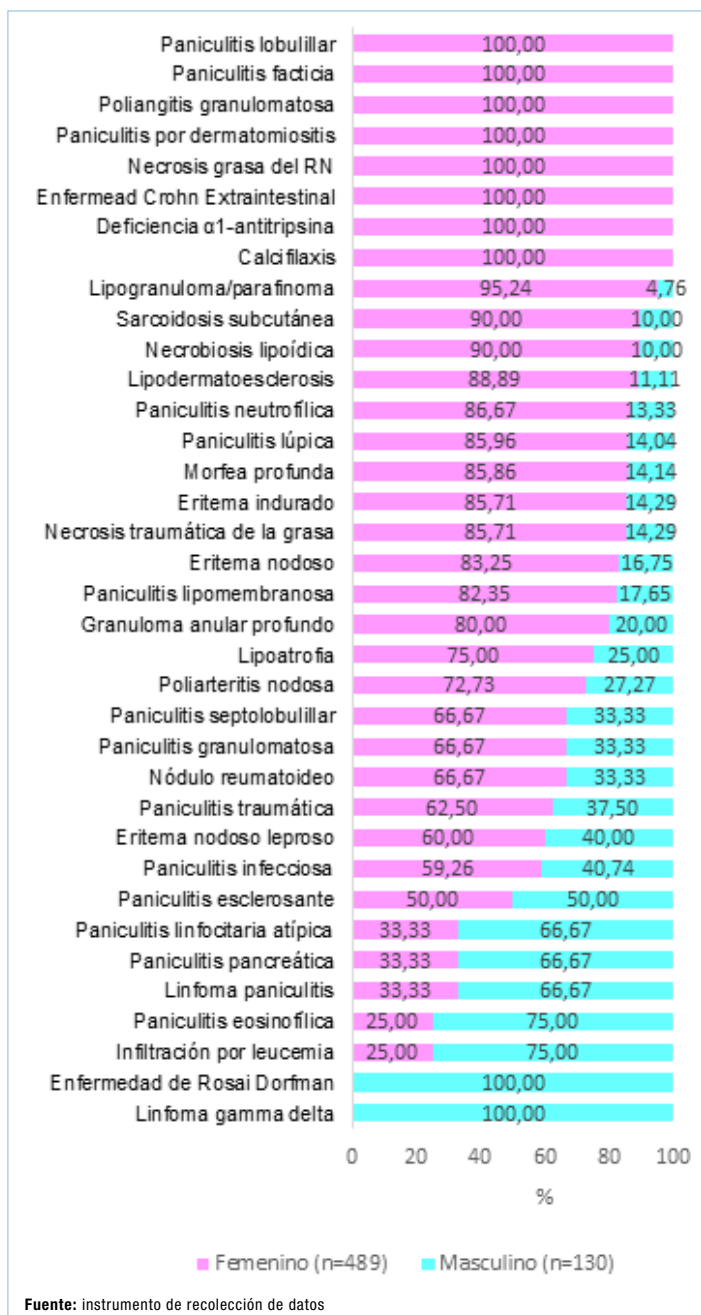 Paniculitis lobulillar 100,00
Paniculitis facticia 100,00
Poliangitis granulomatosa 100,00
Paniculitis por dermatomiositis 100,00
Necrosis grasa del RN 100,00
Enfermead Crohn Extraintestinal 100,00
Deficiencia α1-antitripsina 100,00
Calcifilaxis 100,00
Lipogranuloma/parafinoma 95,24 4,76
Sarcoidosis subcutánea 90,00 10,00
Necrobiosis lipoídica 90,00 10,00
Lipodermatoesclerosis 88,89 11,11
Paniculitis neutrofílica 86,67 13,33
Paniculitis lúpica 85,96 14,04
Morfea profunda 85,86 14,14
Eritema indurado 85,71 14,29
Necrosis traumática de la grasa 85,71 14,29
Eritema nodoso 83,25 16,75
Paniculitis lipomembranosa 82,35 17,65
Granuloma anular profundo 80,00 20,00
Lipoatrofia 75,00 25,00
Poliarteritis nodosa 72,73 27,27
Paniculitis septolobulillar 66,67 33,33
Paniculitis granulomatosa 66,67 33,33
Nódulo reumatoideo 66,67 33,33
Paniculitis traumática 62,50 37,50
Eritema nodoso leproso 60,00 40,00
Paniculitis infecciosa 59,26 40,74
Paniculitis esclerosante 50,00 50,00
Paniculitis linfocitaria atípica 33,33 66,67
Paniculitis pancreática 33,33 66,67
Linfoma paniculitis 33,33 66,67
Paniculitis eosinofílica 25,00 75,00
Infiltración por leucemia 25,00 75,00
Enfermedad de Rosai Dorfman 100,00
Linfoma gamma delta 100,00
0 20 40 60 80 100
%
Femenino (n=489) Masculino (n=130)
Fuente: instrumento de recolección de datos